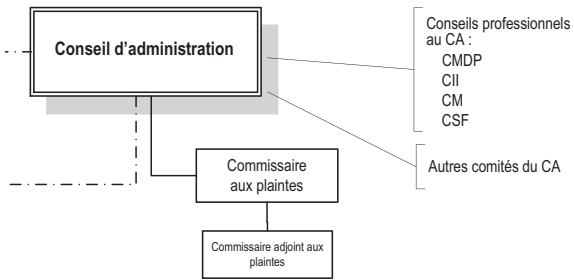 Conseil d'administration
Conseils professionnels
au CA :
CMDP
CII
CM
CSF
Autres comités du CA
Commissaire
aux plaintes
Commissaire adjoint aux
plaintes